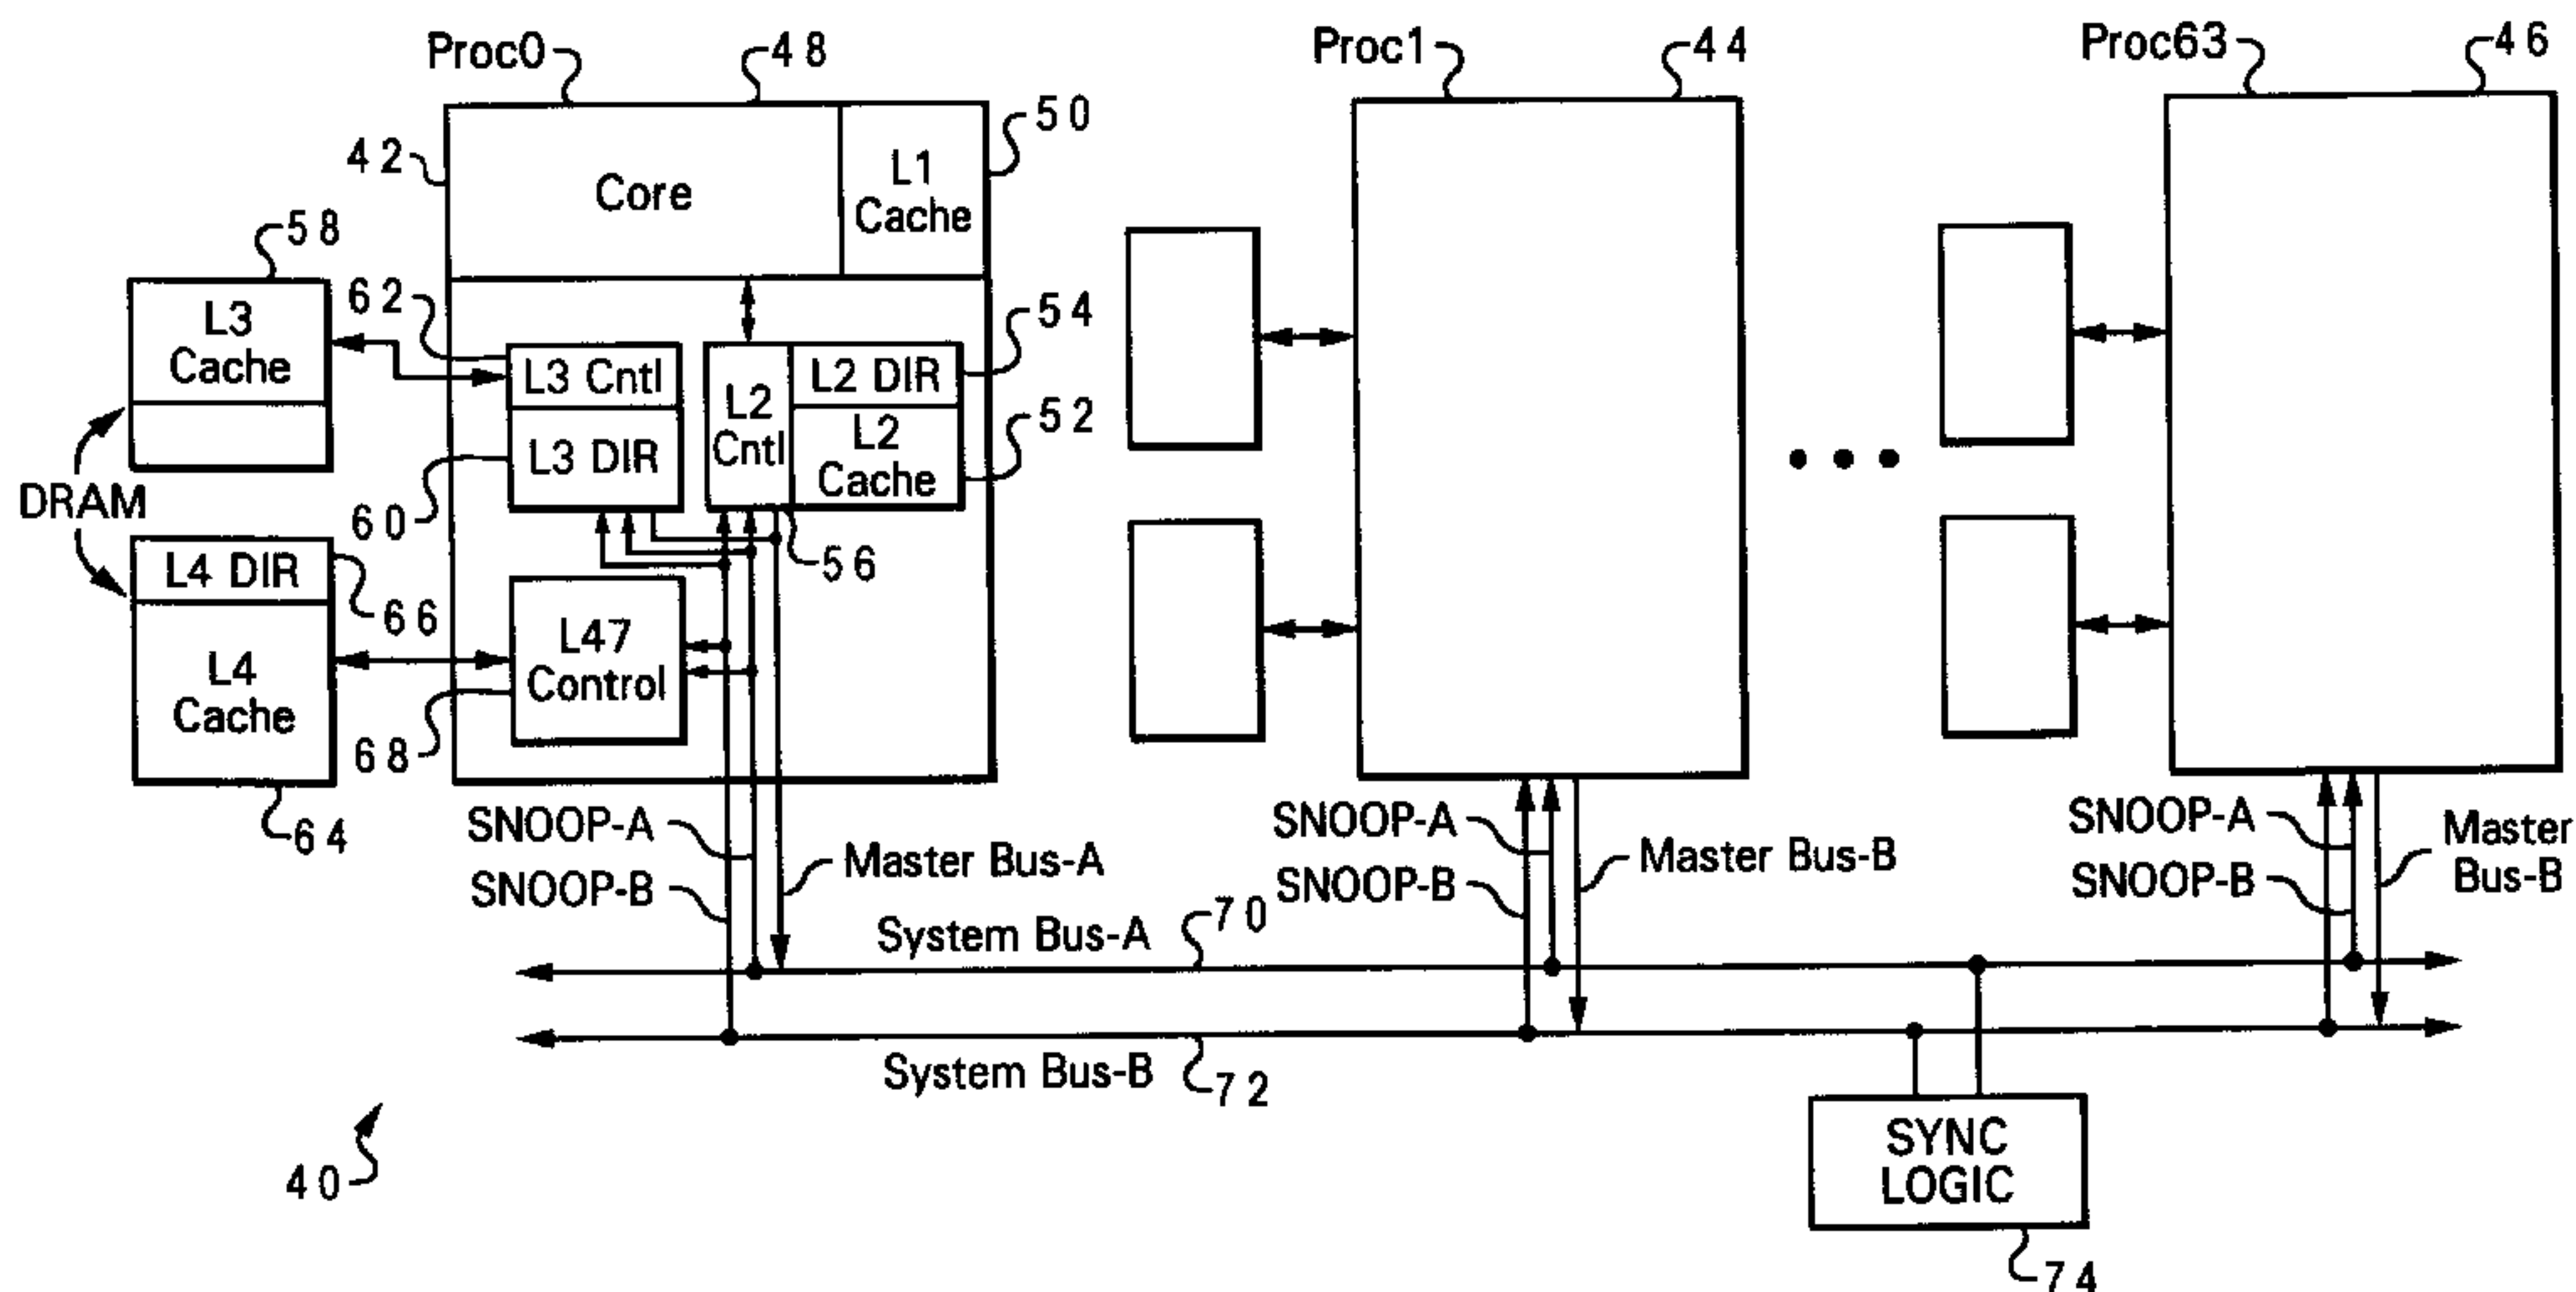 Proc0
48
Proc1
44
Proc63
46
42
Core
L1
Cache
50
58
L3
Cache
62
L3 Cntl
L3 DIR
60
L2
Cntl
L2 DIR
54
L2
Cache
52
56
DRAM
L4 DIR
66
L4
Cache
64
L47
Control
68
SNOOP-A
SNOOP-B
Master Bus-A
SNOOP-A
SNOOP-B
Master Bus-B
SNOOP-A
SNOOP-B
Master
Bus-B
System Bus-A
70
System Bus-B
72
SYNC
LOGIC
74
40